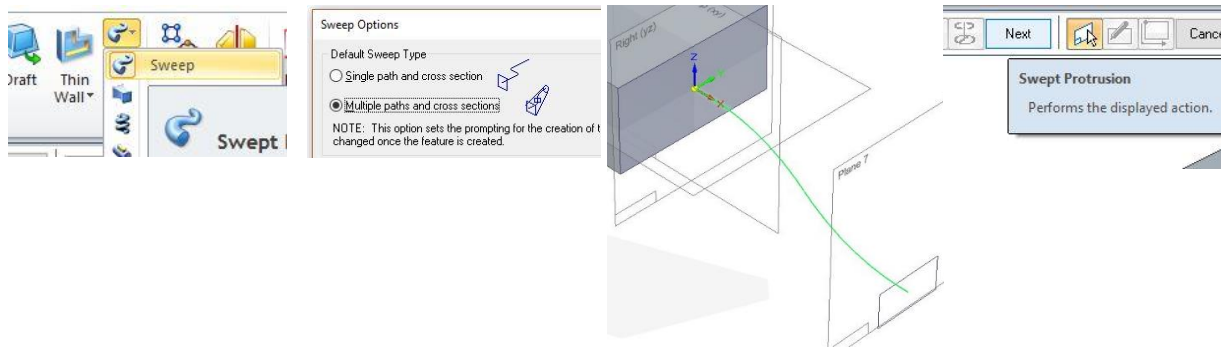 Draft
Thin
Wall
Sweep
Swept
Sweep Options
Default Sweep Type
Single path and cross section
Multiple paths and cross sections
NOTE: This option sets the prompting for the creation of
changed once the feature is created.
Right (yz)
(xy)
Z
Y
X
Plane 7
Next
Swept Protrusion
Performs the displayed action.